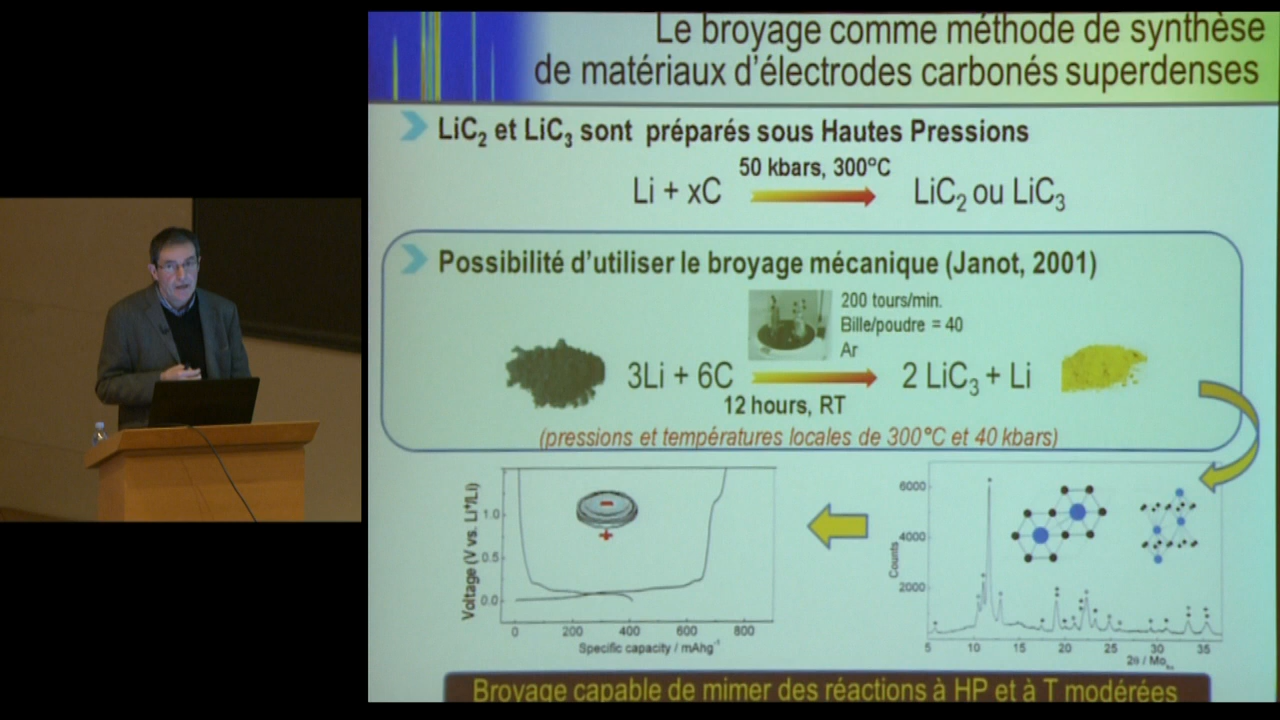 Le broyage comme méthode de synthèse
de matériaux d'électrodes carbonés superdenses
LiC2 et LiC3 sont préparés sous Hautes Pressions
50 kbars, 300°C
Li + xC
LiC2 ou LiC3
Possibilité d'utiliser le broyage mécanique (Janot, 2001)
200 tours/min.
Bille/poudre = 40
Ar
3Li + 6C
2 LiC3 + Li
12 hours, RT
(pressions et températures locales de 300°C et 40 kbars)
Voltage (V vs. Li+/Li)
1.0
0.5
0.0
0 200 400 600 800
Specific capacity / mAhg-1
Counts
6000
4000
2000
5 10 15 20 25 30 35
2θ / Mo
Broyage capable de mimer des réactions à HP et à T modérées